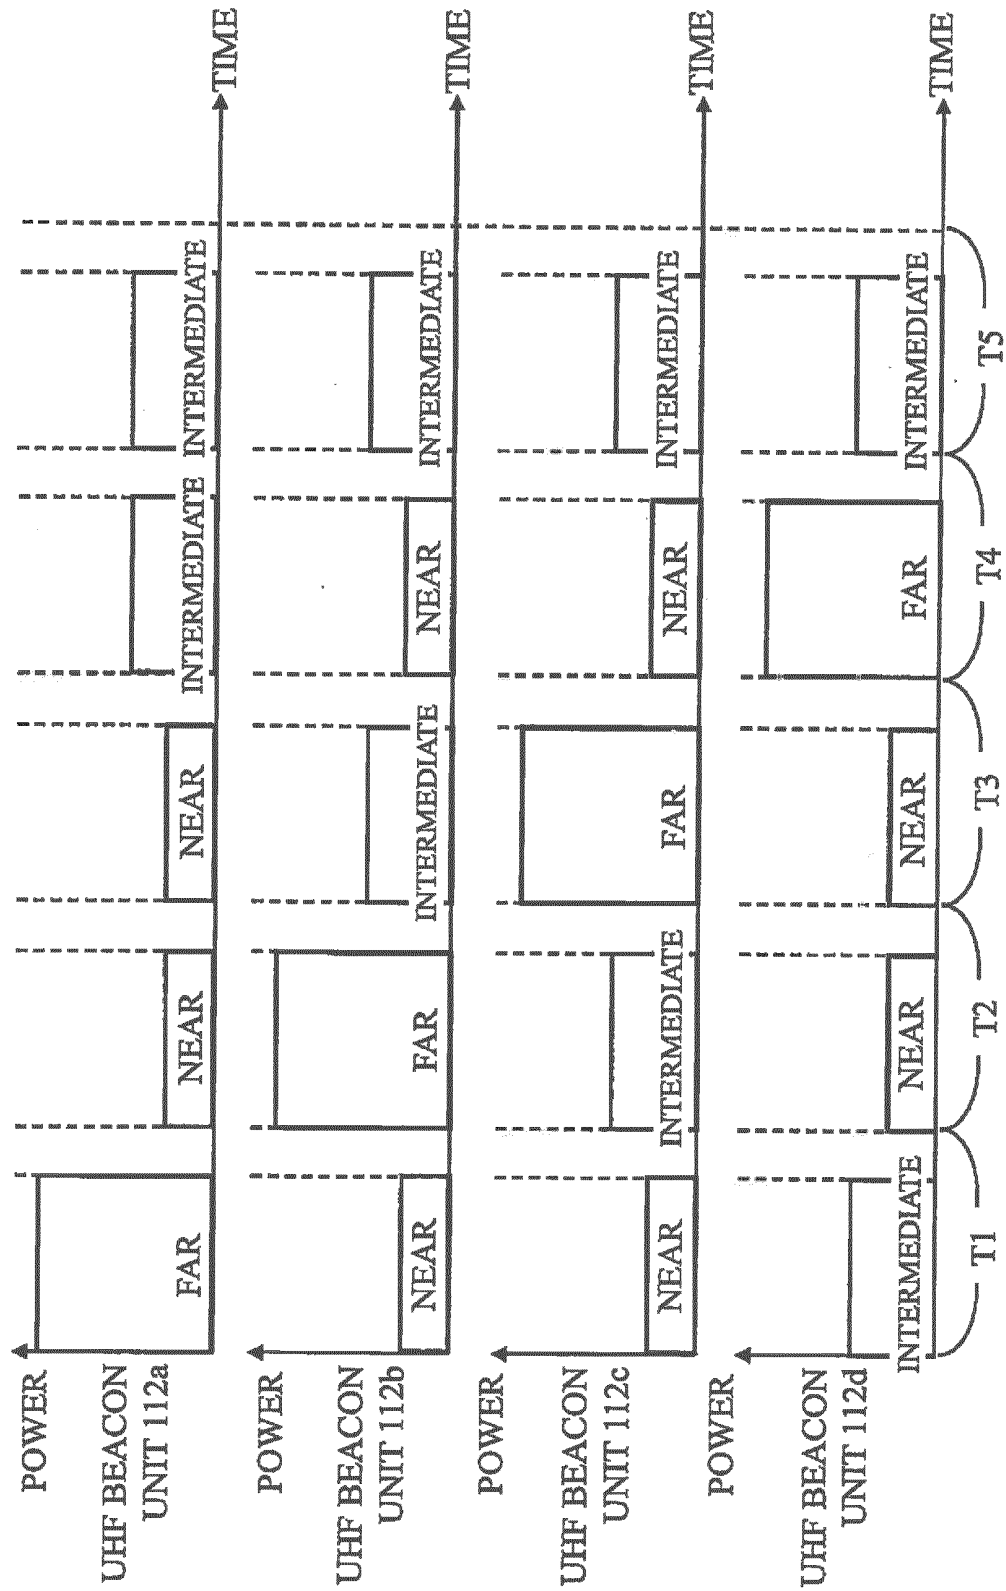 POWER
UHF BEACON
UNIT 112a
FAR
NEAR
NEAR
INTERMEDIATE
INTERMEDIATE
TIME
POWER
UHF BEACON
UNIT 112b
NEAR
FAR
INTERMEDIATE
NEAR
INTERMEDIATE
TIME
POWER
UHF BEACON
UNIT 112c
NEAR
INTERMEDIATE
FAR
NEAR
INTERMEDIATE
TIME
POWER
UHF BEACON
UNIT 112d
INTERMEDIATE
NEAR
NEAR
FAR
INTERMEDIATE
TIME
T1
T2
T3
T4
T5